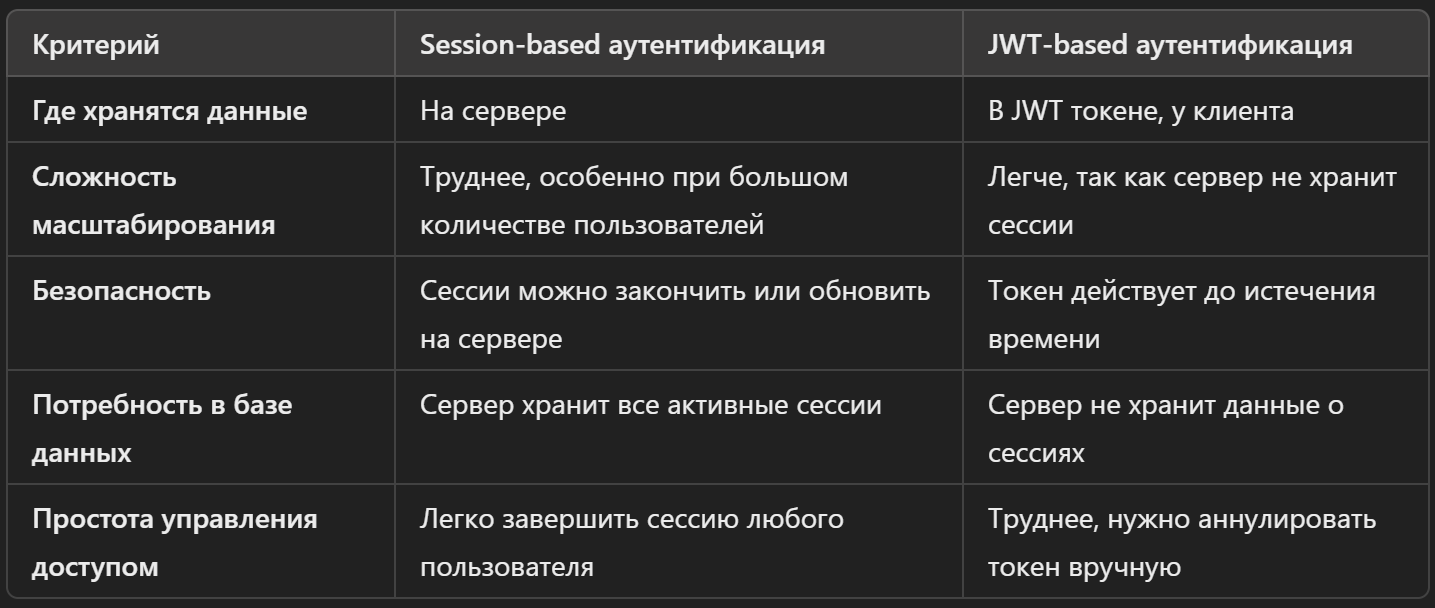 Критерий
Session-based аутентификация
JWT-based аутентификация
Где хранятся данные
На сервере
В JWT токене, у клиента
Сложность
масштабирования
Труднее, особенно при большом
количестве пользователей
Легче, так как сервер не хранит
сессии
Безопасность
Сессии можно закончить или обновить
на сервере
Токен действует до истечения
времени
Потребность в базе
данных
Сервер хранит все активные сессии
Сервер не хранит данные о
сессиях
Простота управления
доступом
Легко завершить сессию любого
пользователя
Труднее, нужно аннулировать
токен вручную